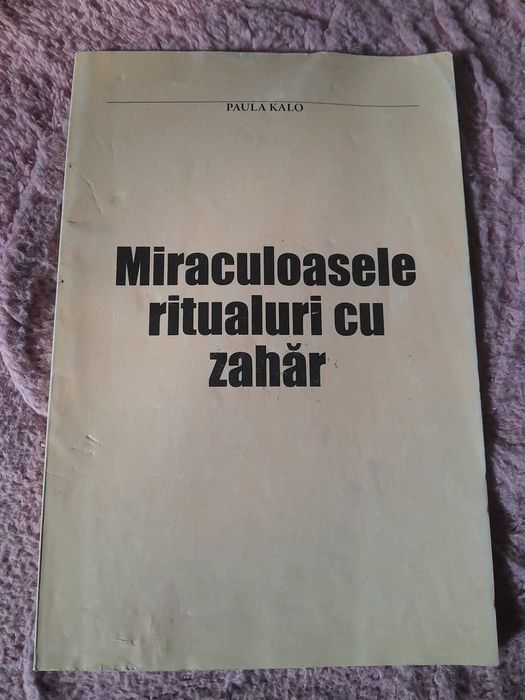 PAULA KALO
Miraculoasele
ritualuri cu
zahăr